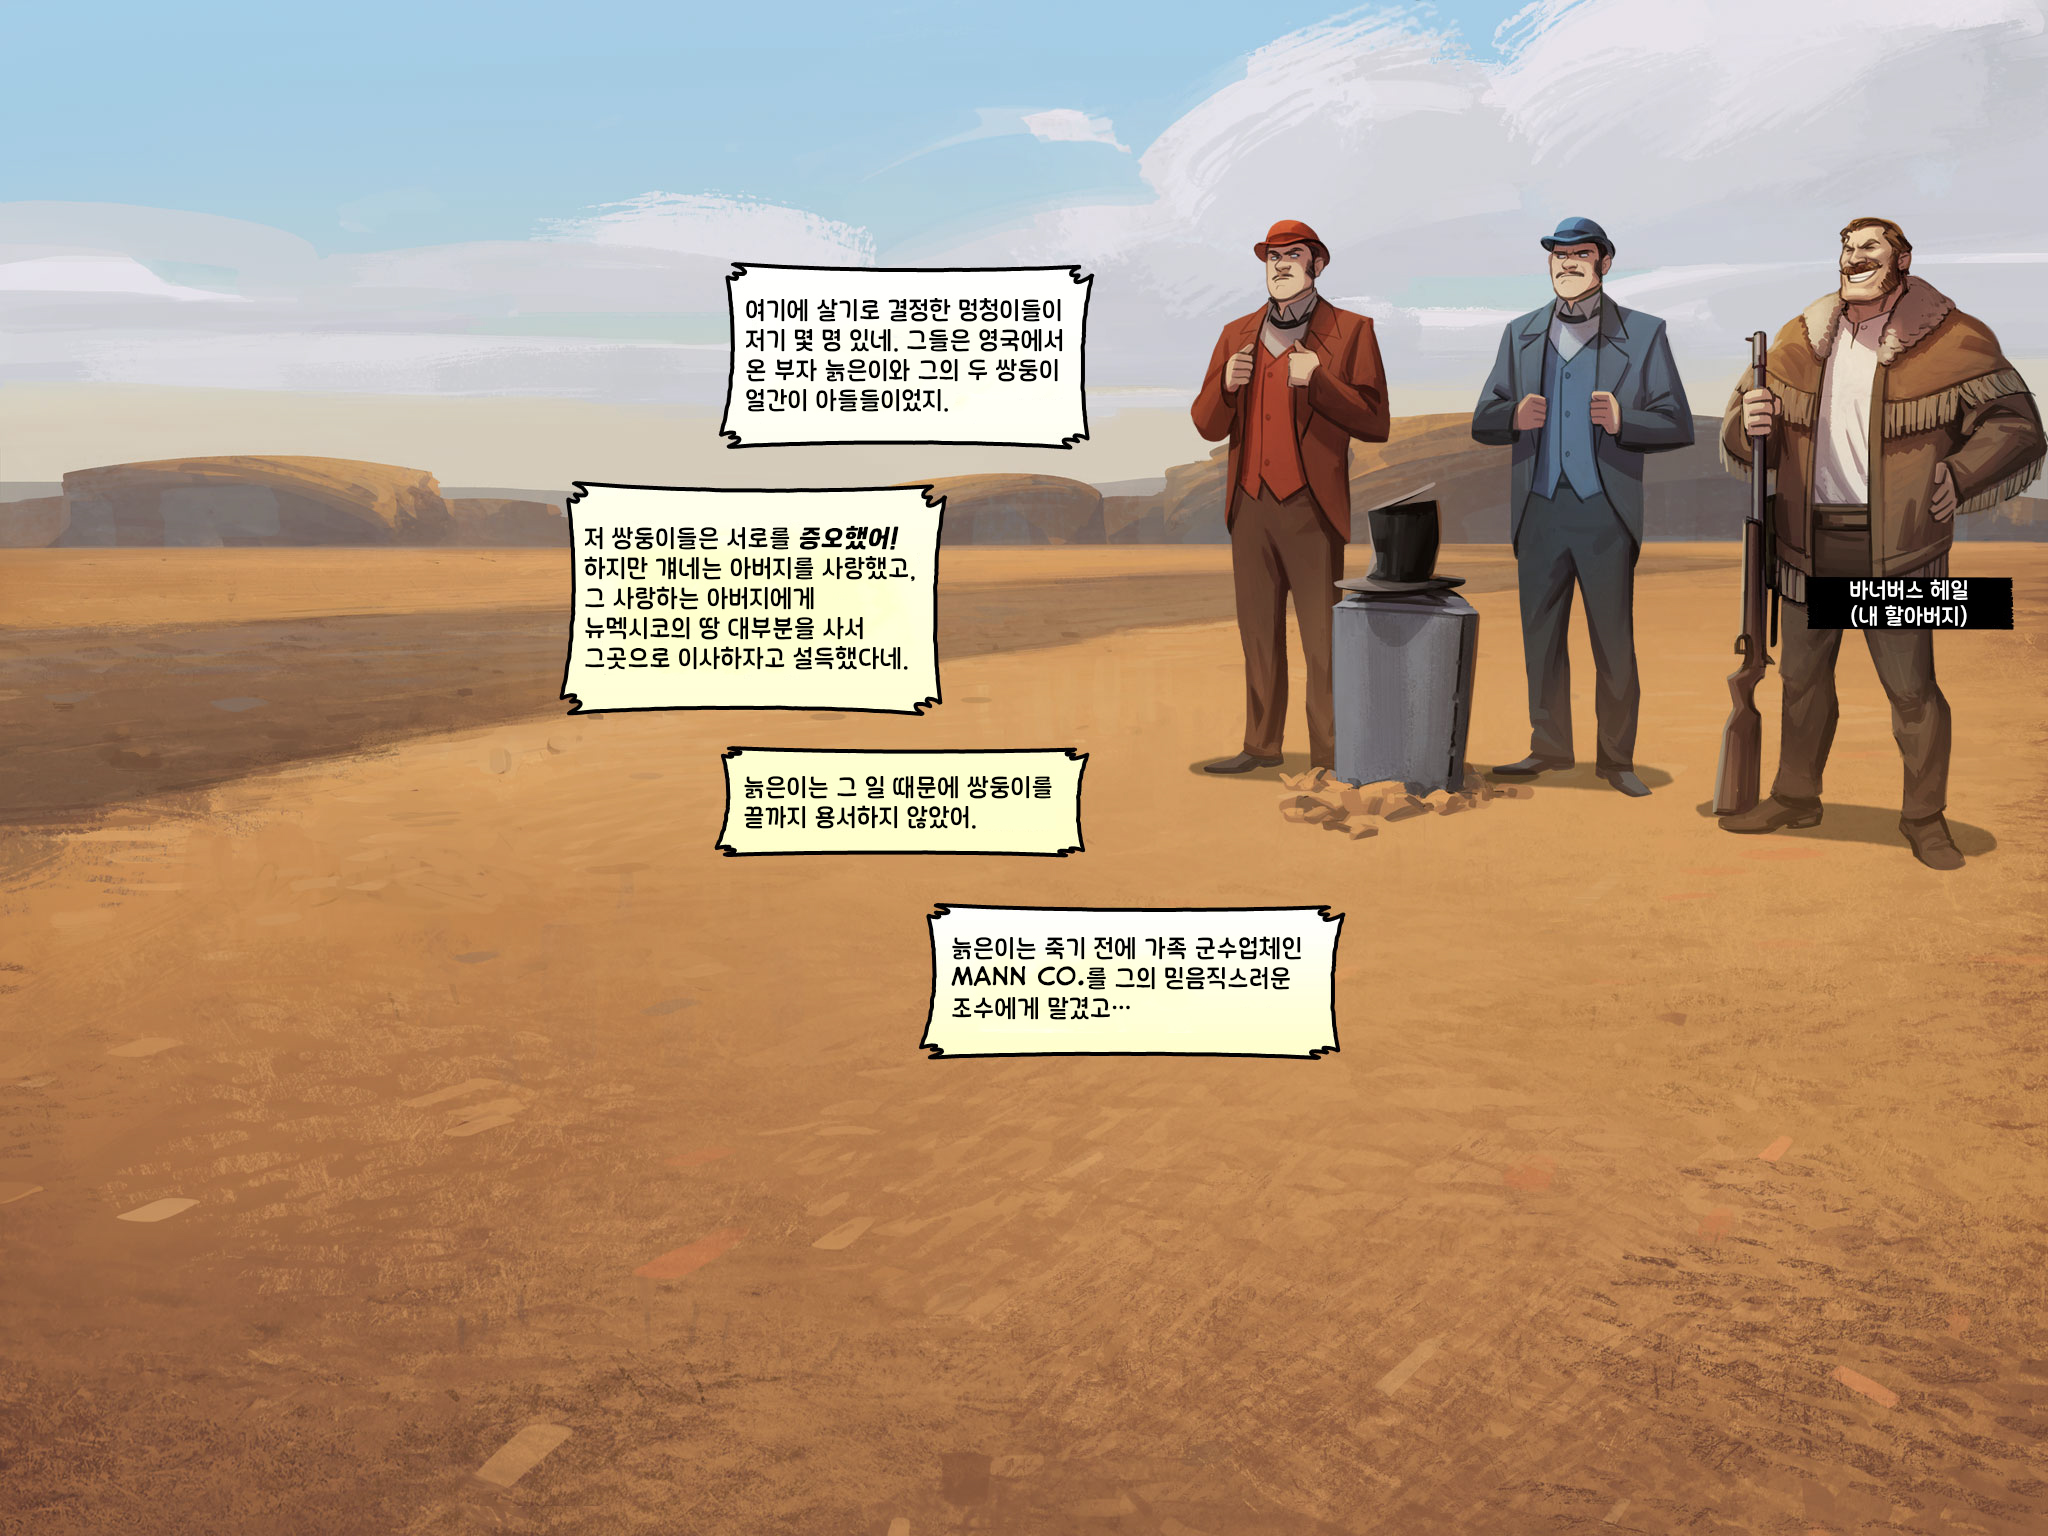 여기에 살기로 결정한 멍청이들이
저기 몇 명 있네. 그들은 영국에서
온 부자 늙은이와 그의 두 쌍둥이
얼간이 아들들이었지.
저 쌍둥이들은 서로를 증오했어!
하지만 걔네는 아버지를 사랑했고,
그 사랑하는 아버지에게
뉴멕시코의 땅 대부분을 사서
그곳으로 이사하자고 설득했다네.
늙은이는 그 일 때문에 쌍둥이를
끝까지 용서하지 않았어.
늙은이는 죽기 전에 가족 군수업체인
MANN CO.를 그의 믿음직스러운
조수에게 맡겼고…
바너버스 헤일
(내 할아버지)